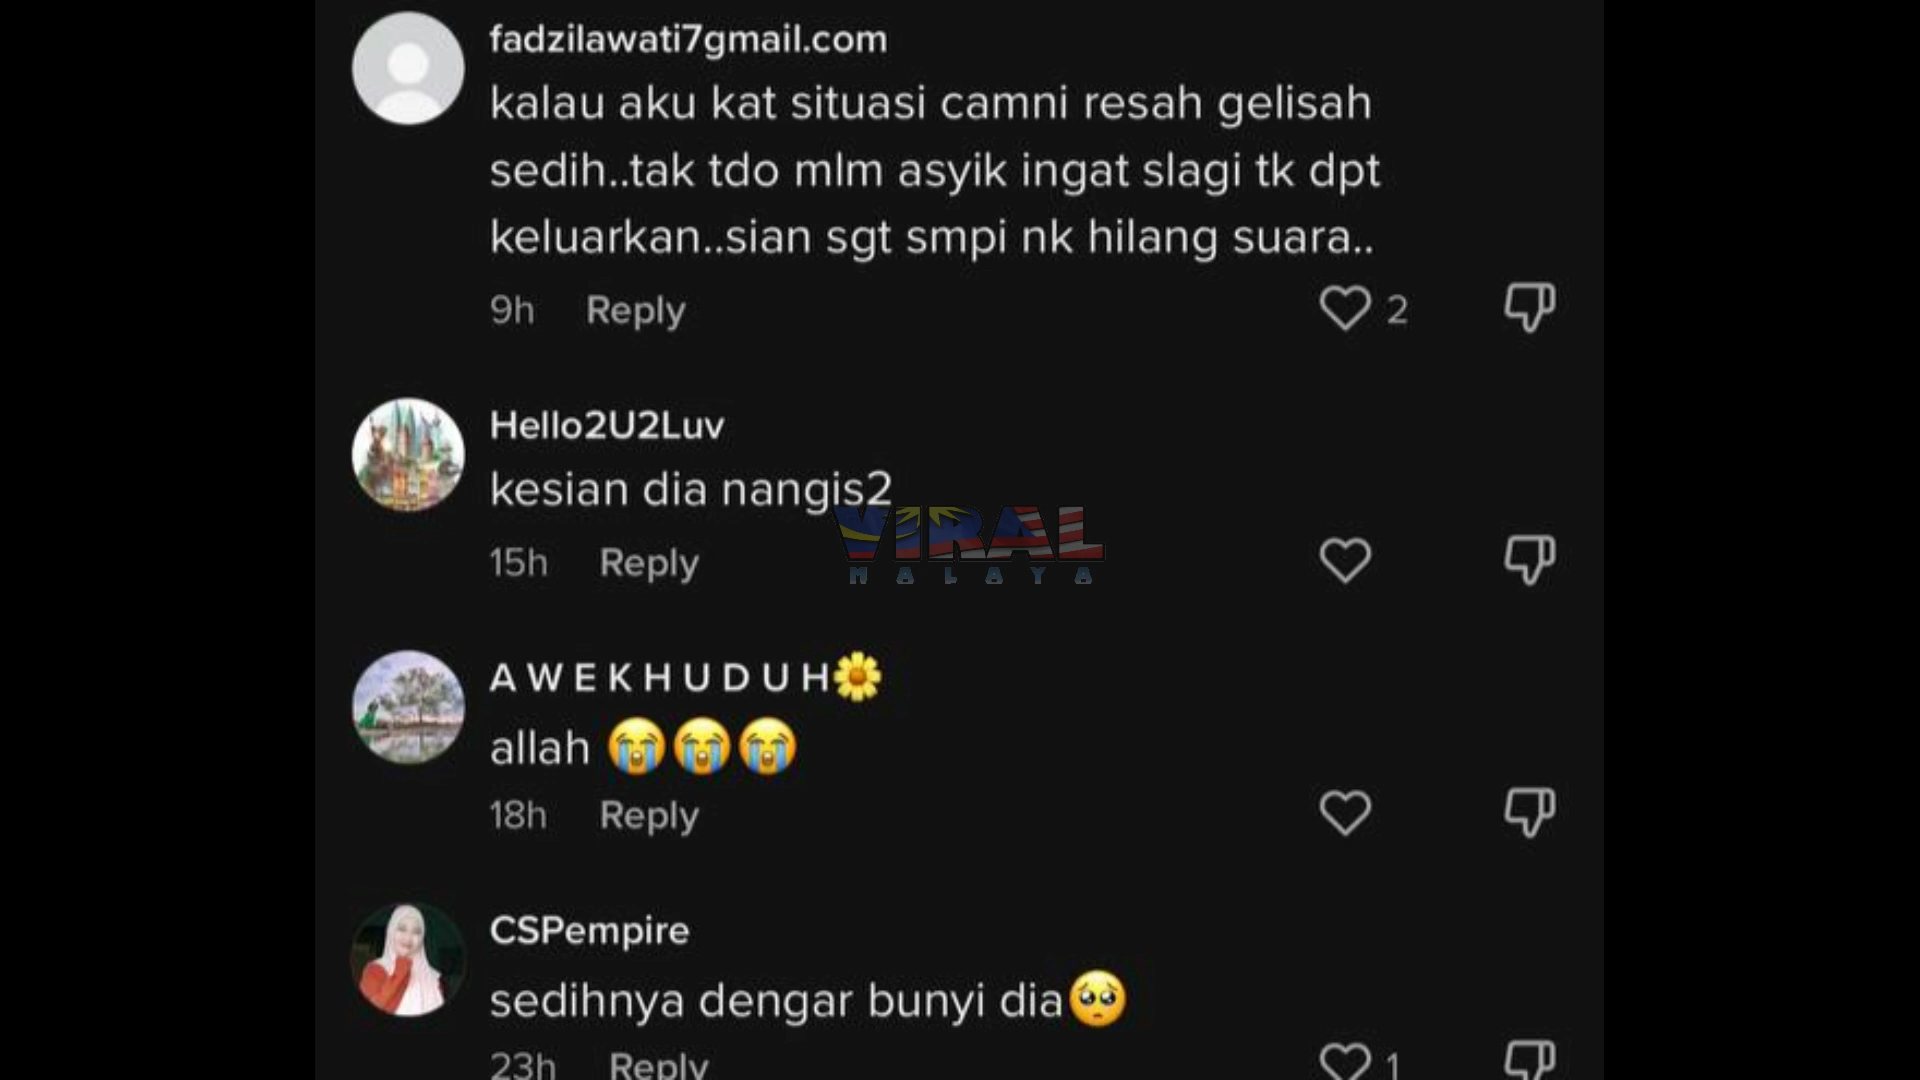 fadzilawati7gmail.com
kalau aku kat situasi camni resah gelisah
sedih..tak tdo mlm asyik ingat slagi tk dpt
keluarkan..sian sgt smpi nk hilang suara..
9h Reply 2
Hello2U2Luv
kesian dia nangis2
VIRAL
MALAYA
15h Reply
A W E K H U D U H🌼
allah 😭😭😭
18h Reply
CSPempire
sedihnya dengar bunyi dia🥺
23h Reply 1